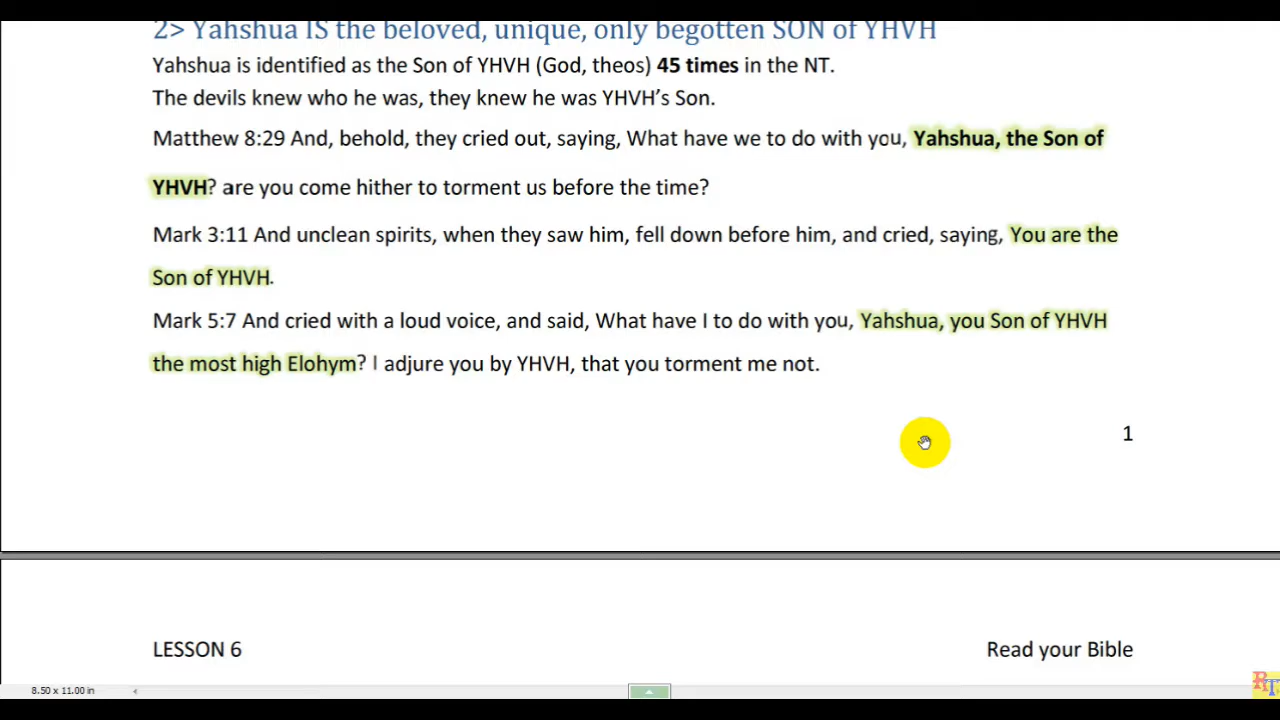 2> Yahshua IS the beloved, unique, only begotten SON of YHVH
Yahshua is identified as the Son of YHVH (God, theos) 45 times in the NT.
The devils knew who he was, they knew he was YHVH's Son.
Matthew 8:29 And, behold, they cried out, saying, What have we to do with you, Yahshua, the Son of
YHVH? are you come hither to torment us before the time?
Mark 3:11 And unclean spirits, when they saw him, fell down before him, and cried, saying, You are the
Son of YHVH.
Mark 5:7 And cried with a loud voice, and said, What have I to do with you, Yahshua, you Son of YHVH
the most high Elohym? I adjure you by YHVH, that you torment me not.
1
LESSON 6 Read your Bible
8.50 x 11.00 in